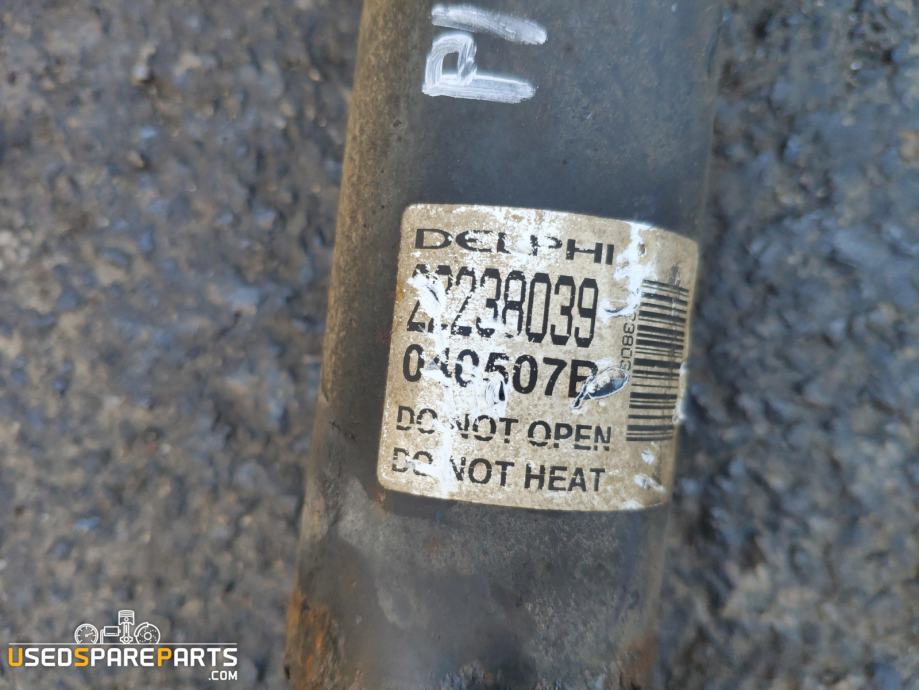 DELPHI
22238039
DO NOT OPEN
DO NOT HEAT
USEDSPAREPARTS
.COM